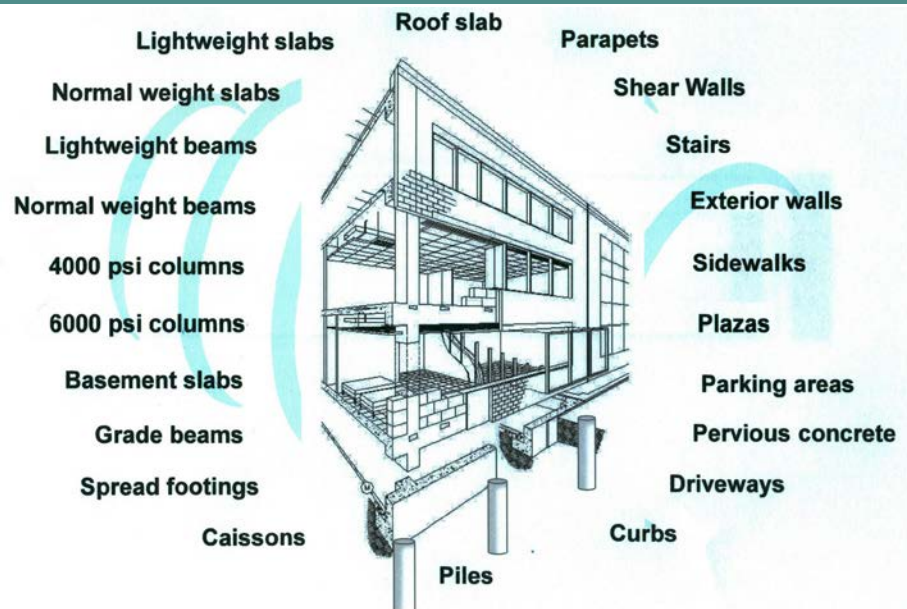 Roof slab
Lightweight slabs
Parapets
Normal weight slabs
Shear Walls
Lightweight beams
Stairs
Normal weight beams
Exterior walls
4000 psi columns
Sidewalks
6000 psi columns
Plazas
Basement slabs
Parking areas
Grade beams
Pervious concrete
Spread footings
Driveways
Caissons
Curbs
Piles